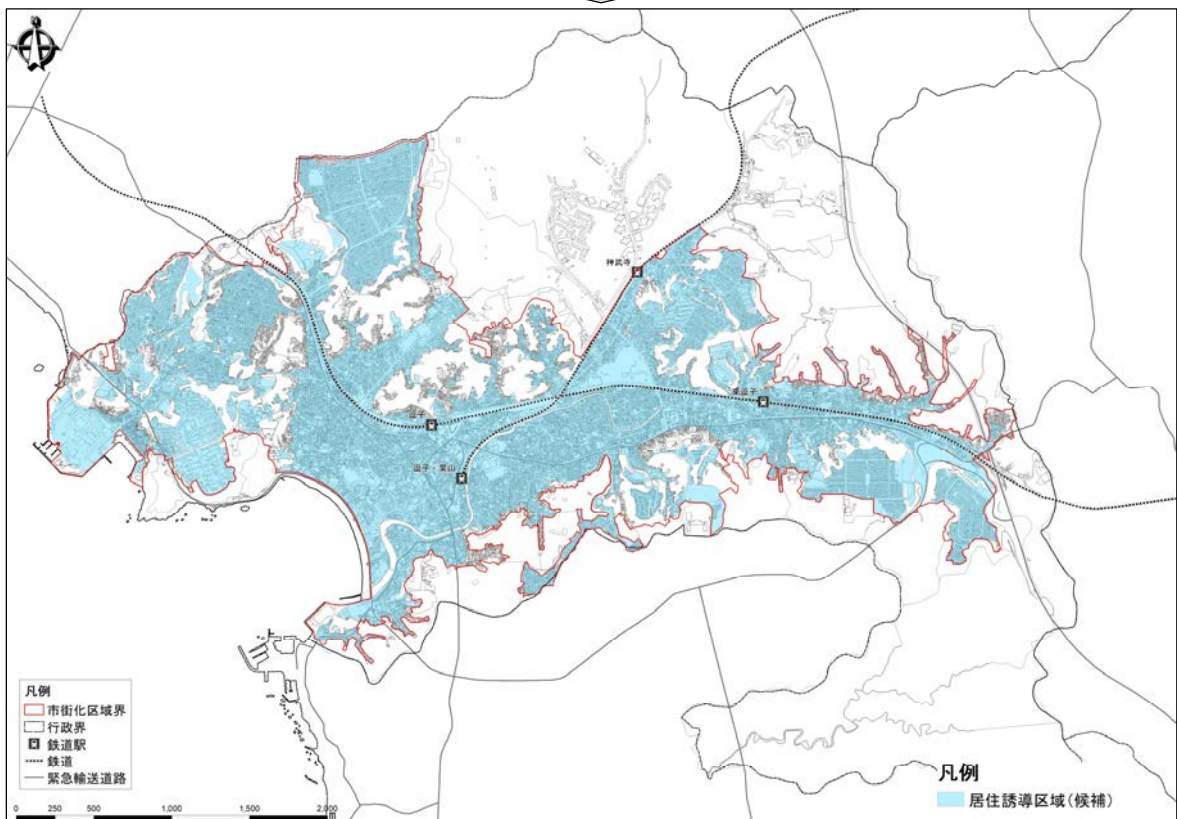 神武寺
東逗子
逗子
逗子・葉山
凡例
市街化区域界
行政界
鉄道駅
鉄道
緊急輸送道路
凡例
居住誘導区域(候補)
0 250 500 1,000 1,500 2,000
m